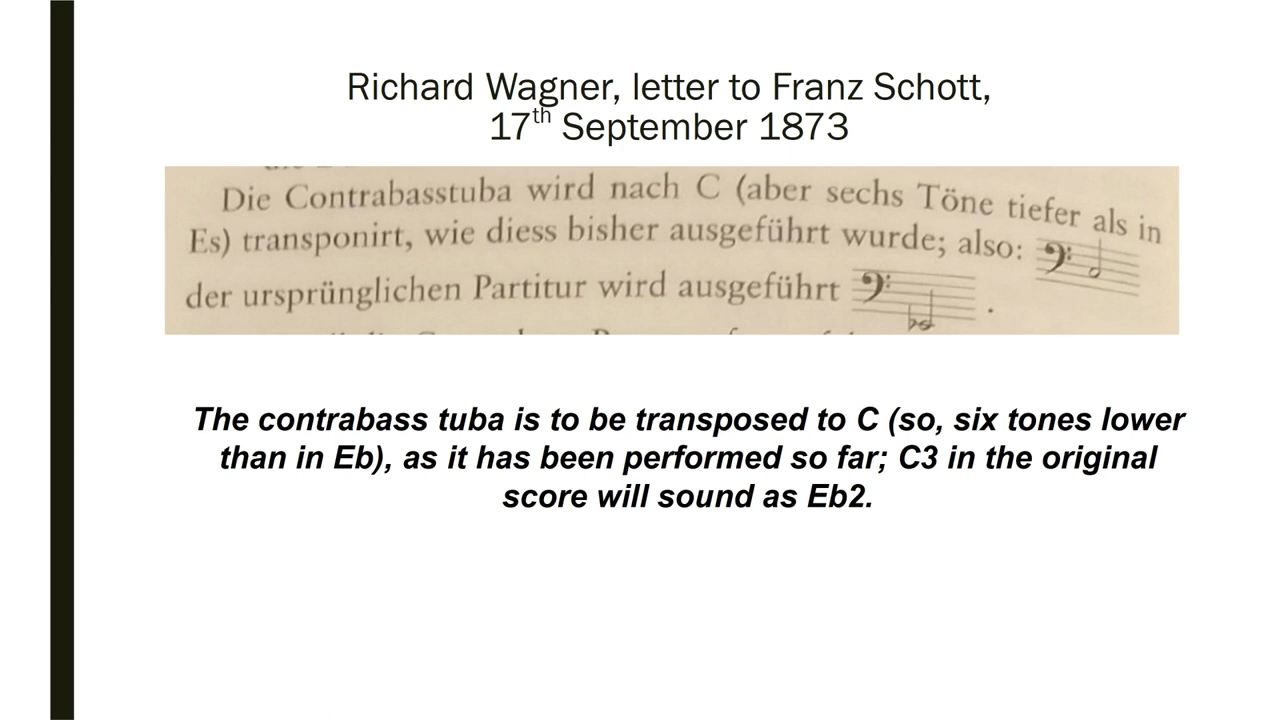 Richard Wagner, letter to Franz Schott,
17th September 1873
Die Contrabasstuba wird nach C (aber sechs Töne tiefer als in
Es) transponirt, wie diess bisher ausgeführt wurde; also:
der ursprünglichen Partitur wird ausgeführt .
The contrabass tuba is to be transposed to C (so, six tones lower
than in Eb), as it has been performed so far; C3 in the original
score will sound as Eb2.